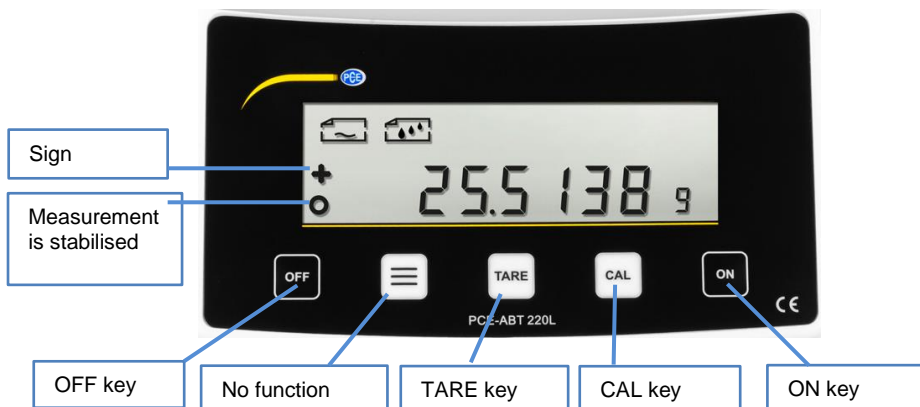 PCE
Sign
+
Measurement
is stabilised
25.5138 g
OFF
TARE
CAL
ON
CE
PCE-ABT 220L
OFF key
No function
TARE key
CAL key
ON key